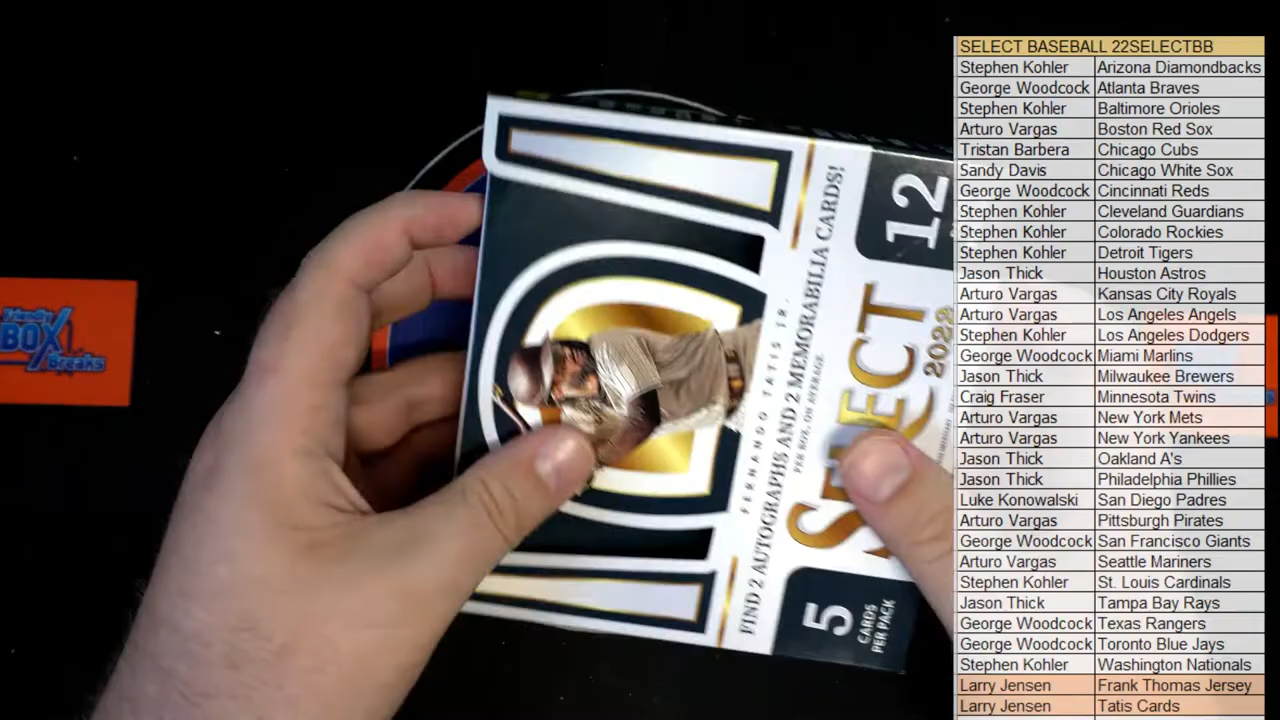 Friendly
BOX
Breaks
FERNANDO TATIS JR.
FIND 2 AUTOGRAPHS AND 2 MEMORABILIA CARDS!
PER BOX, ON AVERAGE
SELECT
2022
12
5
CARDS
PER PACK
SELECT BASEBALL 22SELECTBB
Stephen Kohler Arizona Diamondbacks
George Woodcock Atlanta Braves
Stephen Kohler Baltimore Orioles
Arturo Vargas Boston Red Sox
Tristan Barbera Chicago Cubs
Sandy Davis Chicago White Sox
George Woodcock Cincinnati Reds
Stephen Kohler Cleveland Guardians
Stephen Kohler Colorado Rockies
Stephen Kohler Detroit Tigers
Jason Thick Houston Astros
Arturo Vargas Kansas City Royals
Arturo Vargas Los Angeles Angels
Stephen Kohler Los Angeles Dodgers
George Woodcock Miami Marlins
Jason Thick Milwaukee Brewers
Craig Fraser Minnesota Twins
Arturo Vargas New York Mets
Arturo Vargas New York Yankees
Jason Thick Oakland A's
Jason Thick Philadelphia Phillies
Luke Konowalski San Diego Padres
Arturo Vargas Pittsburgh Pirates
George Woodcock San Francisco Giants
Arturo Vargas Seattle Mariners
Stephen Kohler St. Louis Cardinals
Jason Thick Tampa Bay Rays
George Woodcock Texas Rangers
George Woodcock Toronto Blue Jays
Stephen Kohler Washington Nationals
Larry Jensen Frank Thomas Jersey
Larry Jensen Tatis Cards